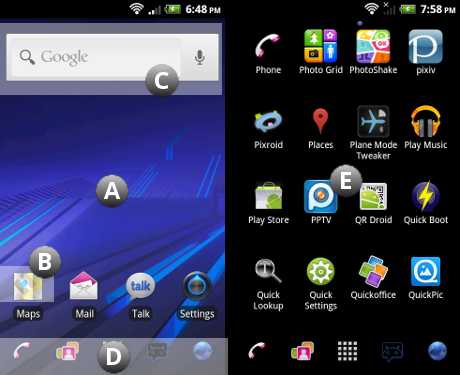 6:48 PM
Google
C
A
B
Maps
Mail
talk
Talk
Settings
D
7:58 PM
Phone
Photo Grid
PhotoShake
pixiv
Pixroid
Places
Plane Mode
Tweaker
Play Music
E
Play Store
PPTV
QR Droid
Quick Boot
Quick
Lookup
Quick
Settings
Quickoffice
QuickPic